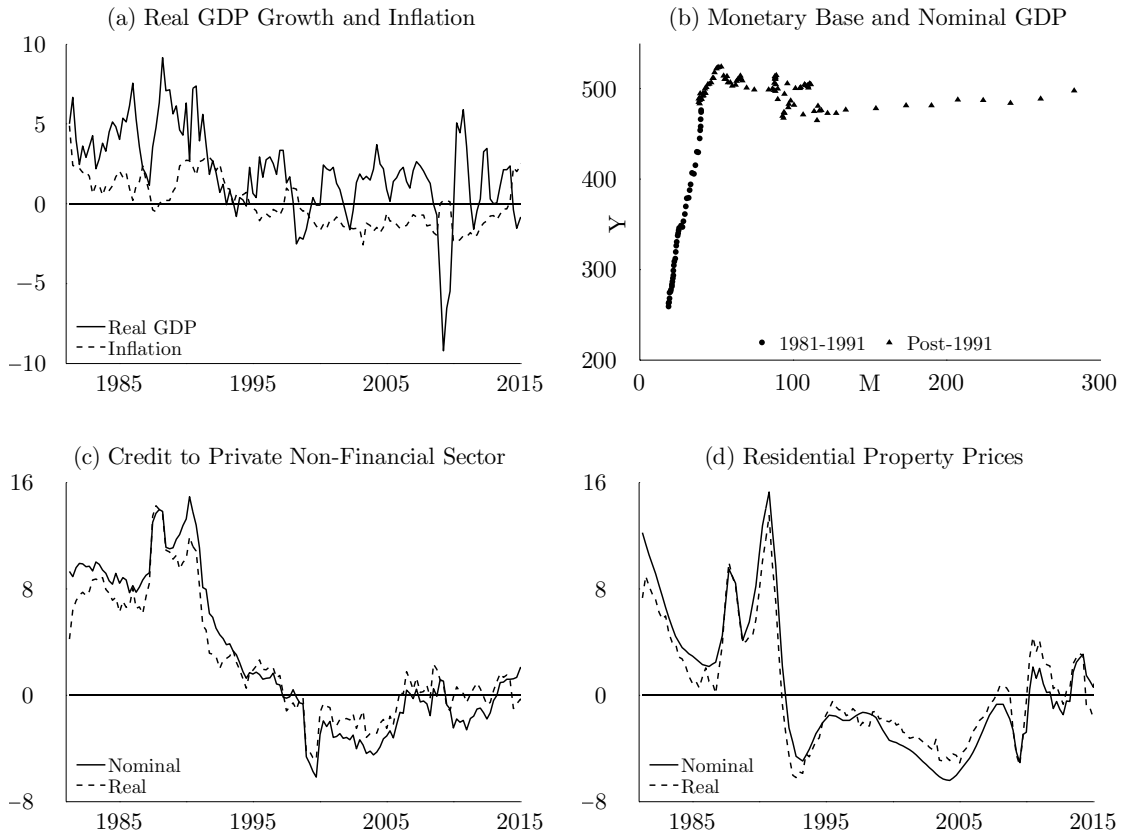 (a) Real GDP Growth and Inflation
10
5
0
−5
−10
Real GDP
Inflation
1985 1995 2005 2015
(b) Monetary Base and Nominal GDP
500
400
300
200
Y
1981-1991 Post-1991
0 100 200 300
M
(c) Credit to Private Non-Financial Sector
16
8
0
−8
Nominal
Real
1985 1995 2005 2015
(d) Residential Property Prices
16
8
0
−8
Nominal
Real
1985 1995 2005 2015